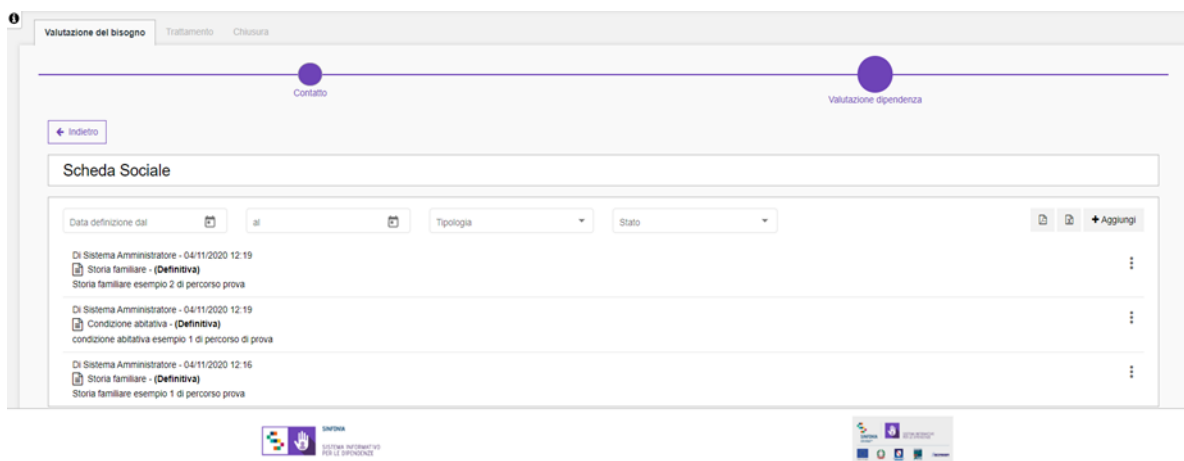 Valutazione del bisogno Trattamento Chiusura
Contatto
Valutazione dipendenza
Indietro
Scheda Sociale
Data definizione dal al Tipologia Stato + Aggiungi
Di Sistema Amministratore - 04/11/2020 12:19
Storia familiare - (Definitiva)
Storia familiare esempio 2 di percorso prova
Di Sistema Amministratore - 04/11/2020 12:19
Condizione abitativa - (Definitiva)
condizione abitativa esempio 1 di percorso di prova
Di Sistema Amministratore - 04/11/2020 12:16
Storia familiare - (Definitiva)
Storia familiare esempio 1 di percorso prova
SINFONIA
SISTEMA INFORMATIVO
PER LE DIPENDENZE
SINFONIA